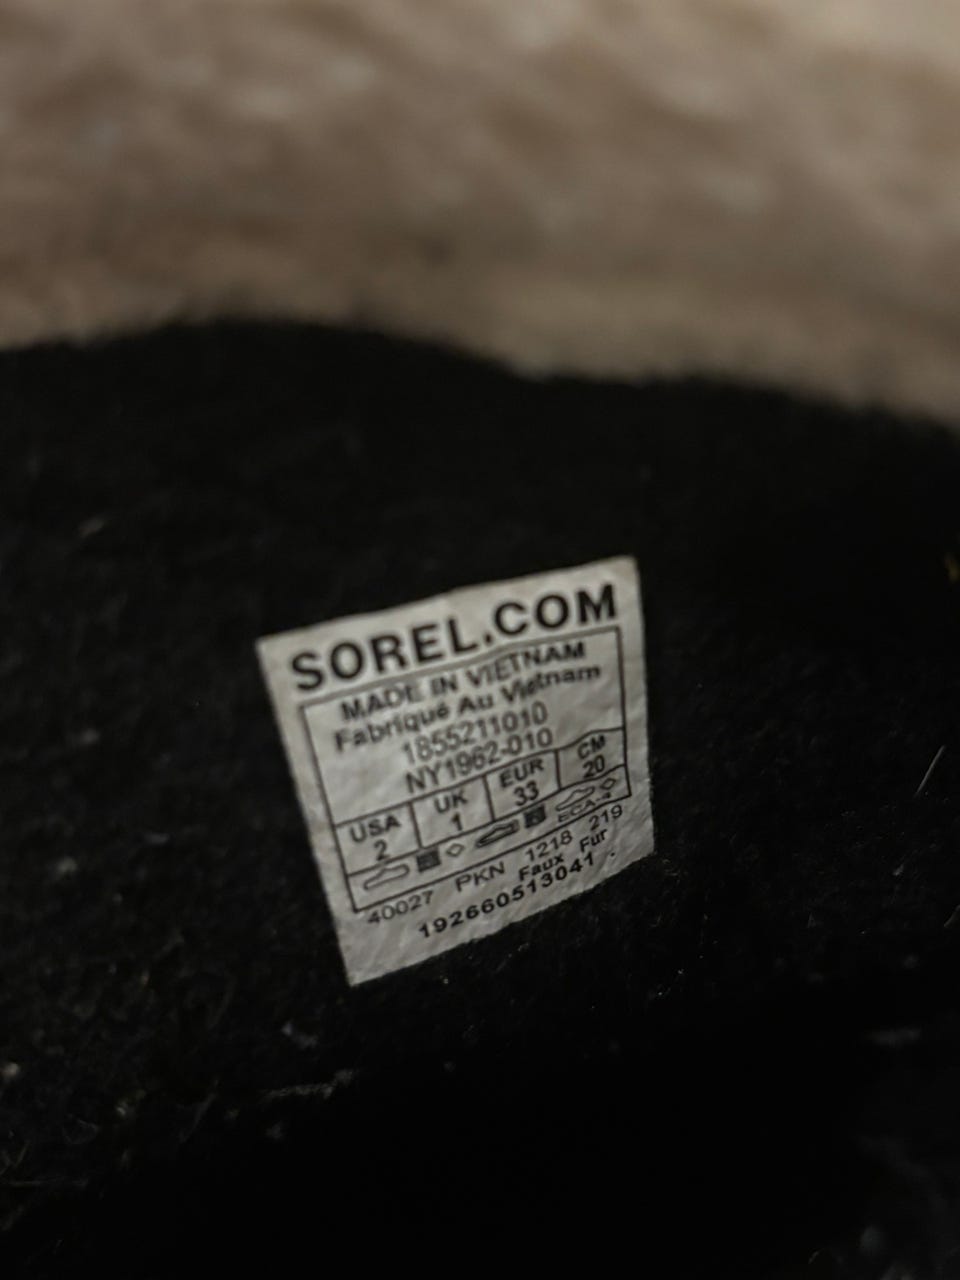 SOREL.COM
MADE IN VIETNAM
Fabriqué Au Vietnam
1855211010
NY1962-010
USA UK EUR CM
2 1 33 20
ECA-4
40027 PKN 1218 219
Faux Fur
192660513041